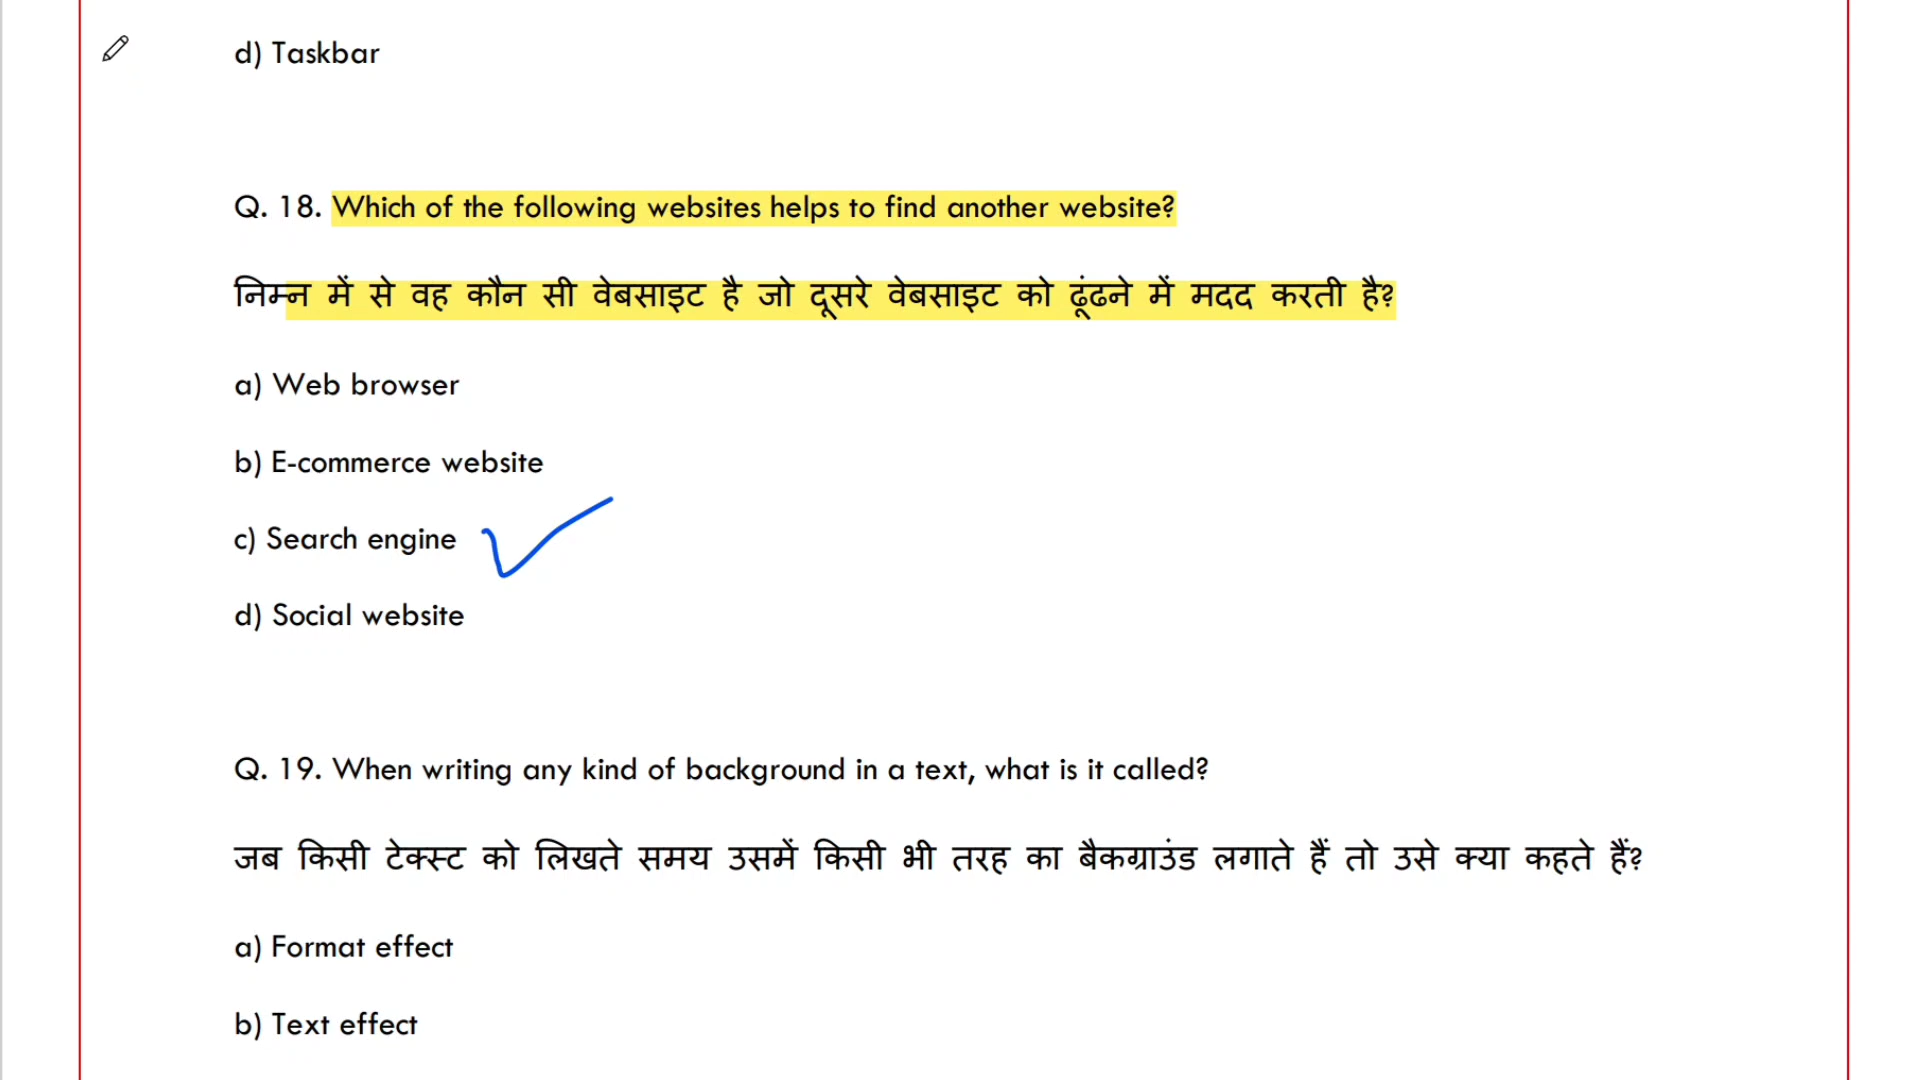 d) Taskbar
Q. 18. Which of the following websites helps to find another website?
निम्न में से वह कौन सी वेबसाइट है जो दूसरे वेबसाइट को ढूंढने में मदद करती है?
a) Web browser
b) E-commerce website
c) Search engine
d) Social website
Q. 19. When writing any kind of background in a text, what is it called?
जब किसी टेक्स्ट को लिखते समय उसमें किसी भी तरह का बैकग्राउंड लगाते हैं तो उसे क्या कहते हैं?
a) Format effect
b) Text effect